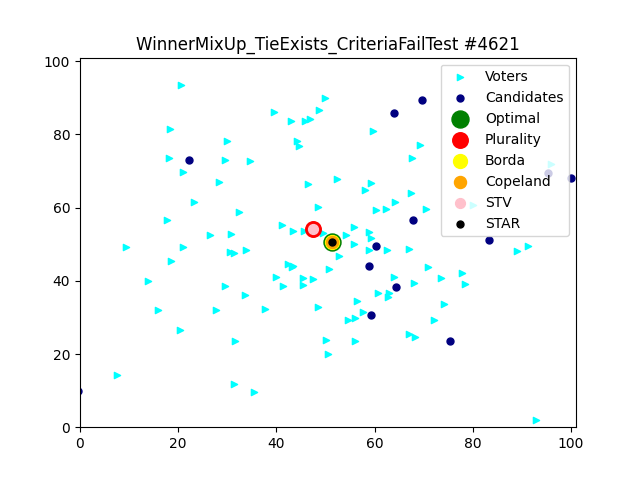 WinnerMixUp_TieExists_CriteriaFailTest #4621
100
80
60
40
20
0
0
20
40
60
80
100
Voters
Candidates
Optimal
Plurality
Borda
Copeland
STV
STAR